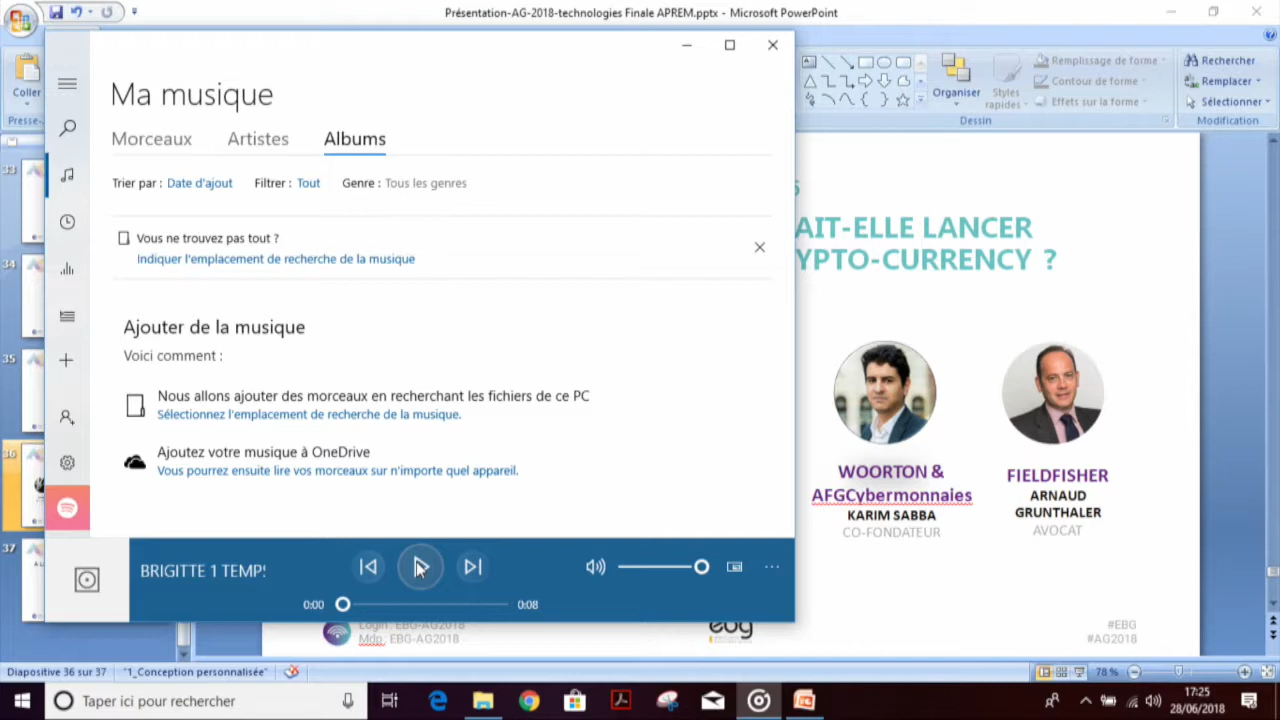 Présentation-AG-2018-technologies Finale APREM.pptx - Microsoft PowerPoint
Coller
Presse-
Organiser
Styles
rapides
Remplissage de forme
Contour de forme
Effets sur la forme
Dessin
Rechercher
Remplacer
Sélectionner
Modification
Ma musique
Morceaux Artistes Albums
Trier par : Date d'ajout Filtrer : Tout Genre : Tous les genres
Vous ne trouvez pas tout ?
Indiquer l'emplacement de recherche de la musique
Ajouter de la musique
Voici comment :
Nous allons ajouter des morceaux en recherchant les fichiers de ce PC
Sélectionnez l'emplacement de recherche de la musique.
Ajoutez votre musique à OneDrive
Vous pourrez ensuite lire vos morceaux sur n'importe quel appareil.
BRIGITTE 1 TEMP!
0:00 0:08
33
34
35
36
37
AIT-ELLE LANCER
YPTO-CURRENCY ?
WOORTON &
AFGCybermonnaies
KARIM SABBA
CO-FONDATEUR
FIELDFISHER
ARNAUD
GRUNTHALER
AVOCAT
Login : EBG-AG2018
Mdp. EBG-AG2018
ebg
#EBG
#AG2018
Diapositive 36 sur 37 "1_Conception personnalisée" 78 %
Taper ici pour rechercher
17:25
28/06/2018